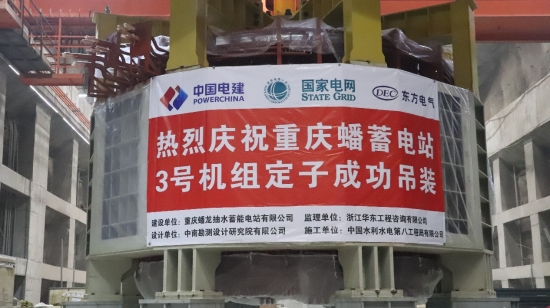 中国电建
POWERCHINA
国家电网
STATE GRID
DEC 东方电气
热烈庆祝重庆蟠蓄电站
3号机组定子成功吊装
建设单位:重庆蟠龙抽水蓄能电站有限公司 监理单位:浙江华东工程咨询有限公司
设计单位:中南勘测设计研究院有限公司 施工单位:中国水利水电第八工程局有限公司